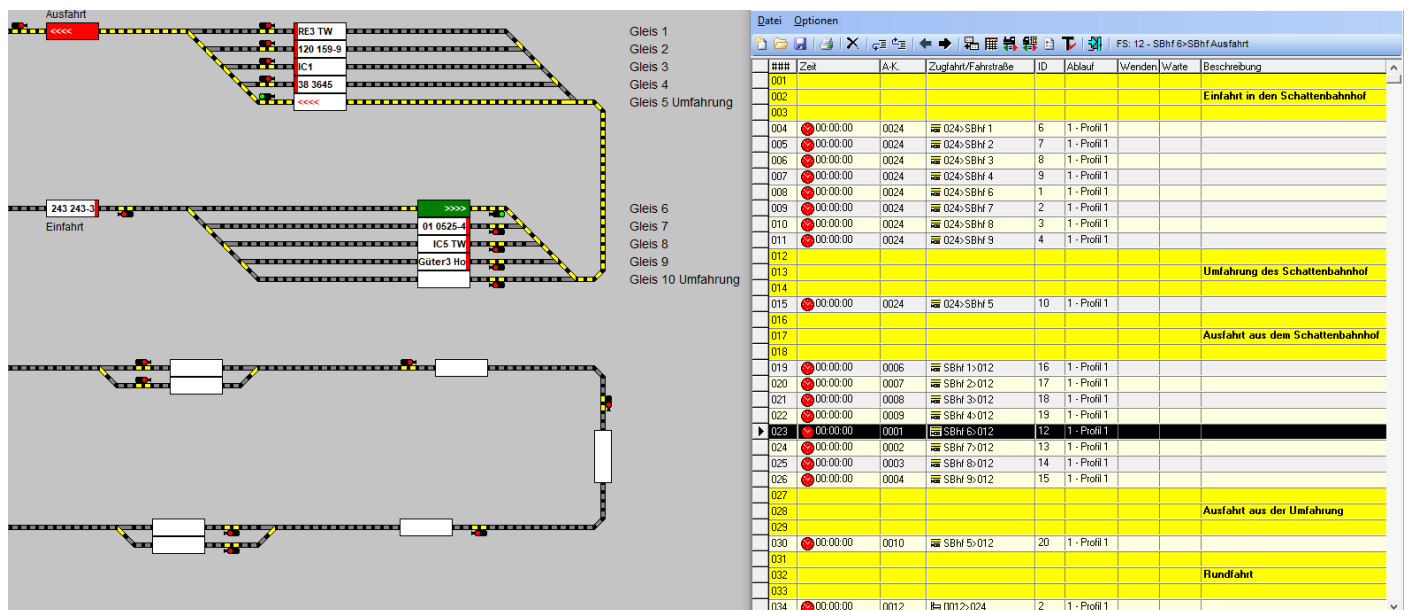 Ausfahrt
<<<<
RE3 TW
Gleis 1
120 159-9
Gleis 2
IC1
Gleis 3
38 3645
Gleis 4
<<<<
Gleis 5 Umfahrung
243 243-3
Einfahrt
>>>>
Gleis 6
01 0525-4
Gleis 7
IC5 TW
Gleis 8
Güter3 Ho
Gleis 9
Gleis 10 Umfahrung
Datei Optionen
FS: 12 - SBhf 6>SBhf Ausfahrt
### Zeit A-K. Zugfahrt/Fahrstraße ID Ablauf Wenden Warte Beschreibung
001
002 Einfahrt in den Schattenbahnhof
003
004 00:00:00 0024 024>SBhf 1 6 1 - Profil 1
005 00:00:00 0024 024>SBhf 2 7 1 - Profil 1
006 00:00:00 0024 024>SBhf 3 8 1 - Profil 1
007 00:00:00 0024 024>SBhf 4 9 1 - Profil 1
008 00:00:00 0024 024>SBhf 6 1 1 - Profil 1
009 00:00:00 0024 024>SBhf 7 2 1 - Profil 1
010 00:00:00 0024 024>SBhf 8 3 1 - Profil 1
011 00:00:00 0024 024>SBhf 9 4 1 - Profil 1
012
013 Umfahrung des Schattenbahnhof
014
015 00:00:00 0024 024>SBhf 5 10 1 - Profil 1
016
017 Ausfahrt aus dem Schattenbahnhof
018
019 00:00:00 0006 SBhf 1>012 16 1 - Profil 1
020 00:00:00 0007 SBhf 2>012 17 1 - Profil 1
021 00:00:00 0008 SBhf 3>012 18 1 - Profil 1
022 00:00:00 0009 SBhf 4>012 19 1 - Profil 1
023 00:00:00 0001 SBhf 6>012 12 1 - Profil 1
024 00:00:00 0002 SBhf 7>012 13 1 - Profil 1
025 00:00:00 0003 SBhf 8>012 14 1 - Profil 1
026 00:00:00 0004 SBhf 9>012 15 1 - Profil 1
027
028 Ausfahrt aus der Umfahrung
029
030 00:00:00 0010 SBhf 5>012 20 1 - Profil 1
031
032 Rundfahrt
033
034 00:00:00 0012 []012>024 2 1 - Profil 1